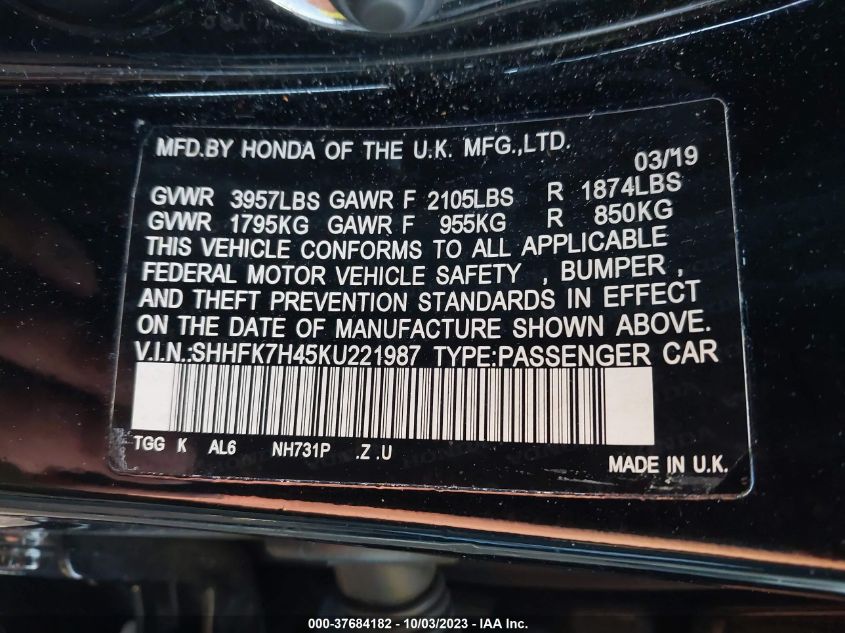 MFD.BY HONDA OF THE U.K. MFG.,LTD.
03/'19
GVWR 3957LBS GAWR F 2105LBS R 1874LBS
GVWR 1795KG GAWR F 955KG R 850KG
THIS VEHICLE CONFORMS TO ALL APPLICABLE
FEDERAL MOTOR VEHICLE SAFETY , BUMPER ,
AND THEFT PREVENTION STANDARDS IN EFFECT
ON THE DATE OF MANUFACTURE SHOWN ABOVE.
V.I.N.:SHHFK7H45KU221987 TYPE:PASSENGER CAR
TGG K AL6 NH731P .Z .U
MADE IN U.K.
000-37684182 - 10/03/2023 - IAA Inc.